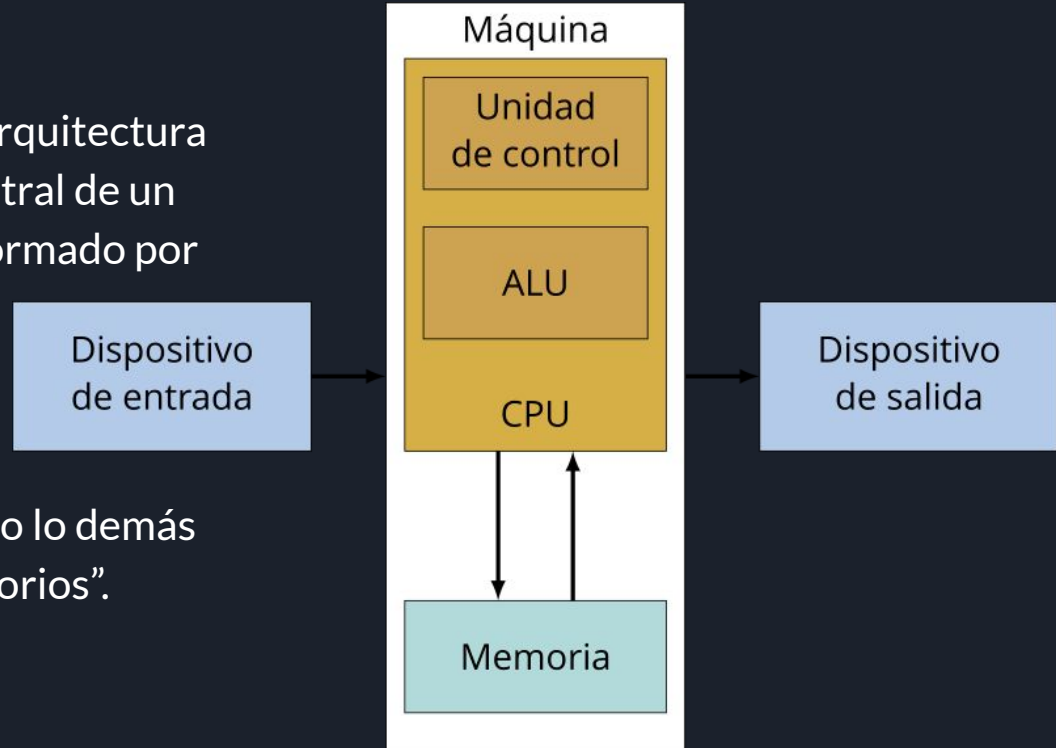 Máquina
Unidad
de control
rquitectura
tral de un
ormado por
ALU
Dispositivo
de entrada
Dispositivo
de salida
CPU
o lo demás
orios”.
Memoria